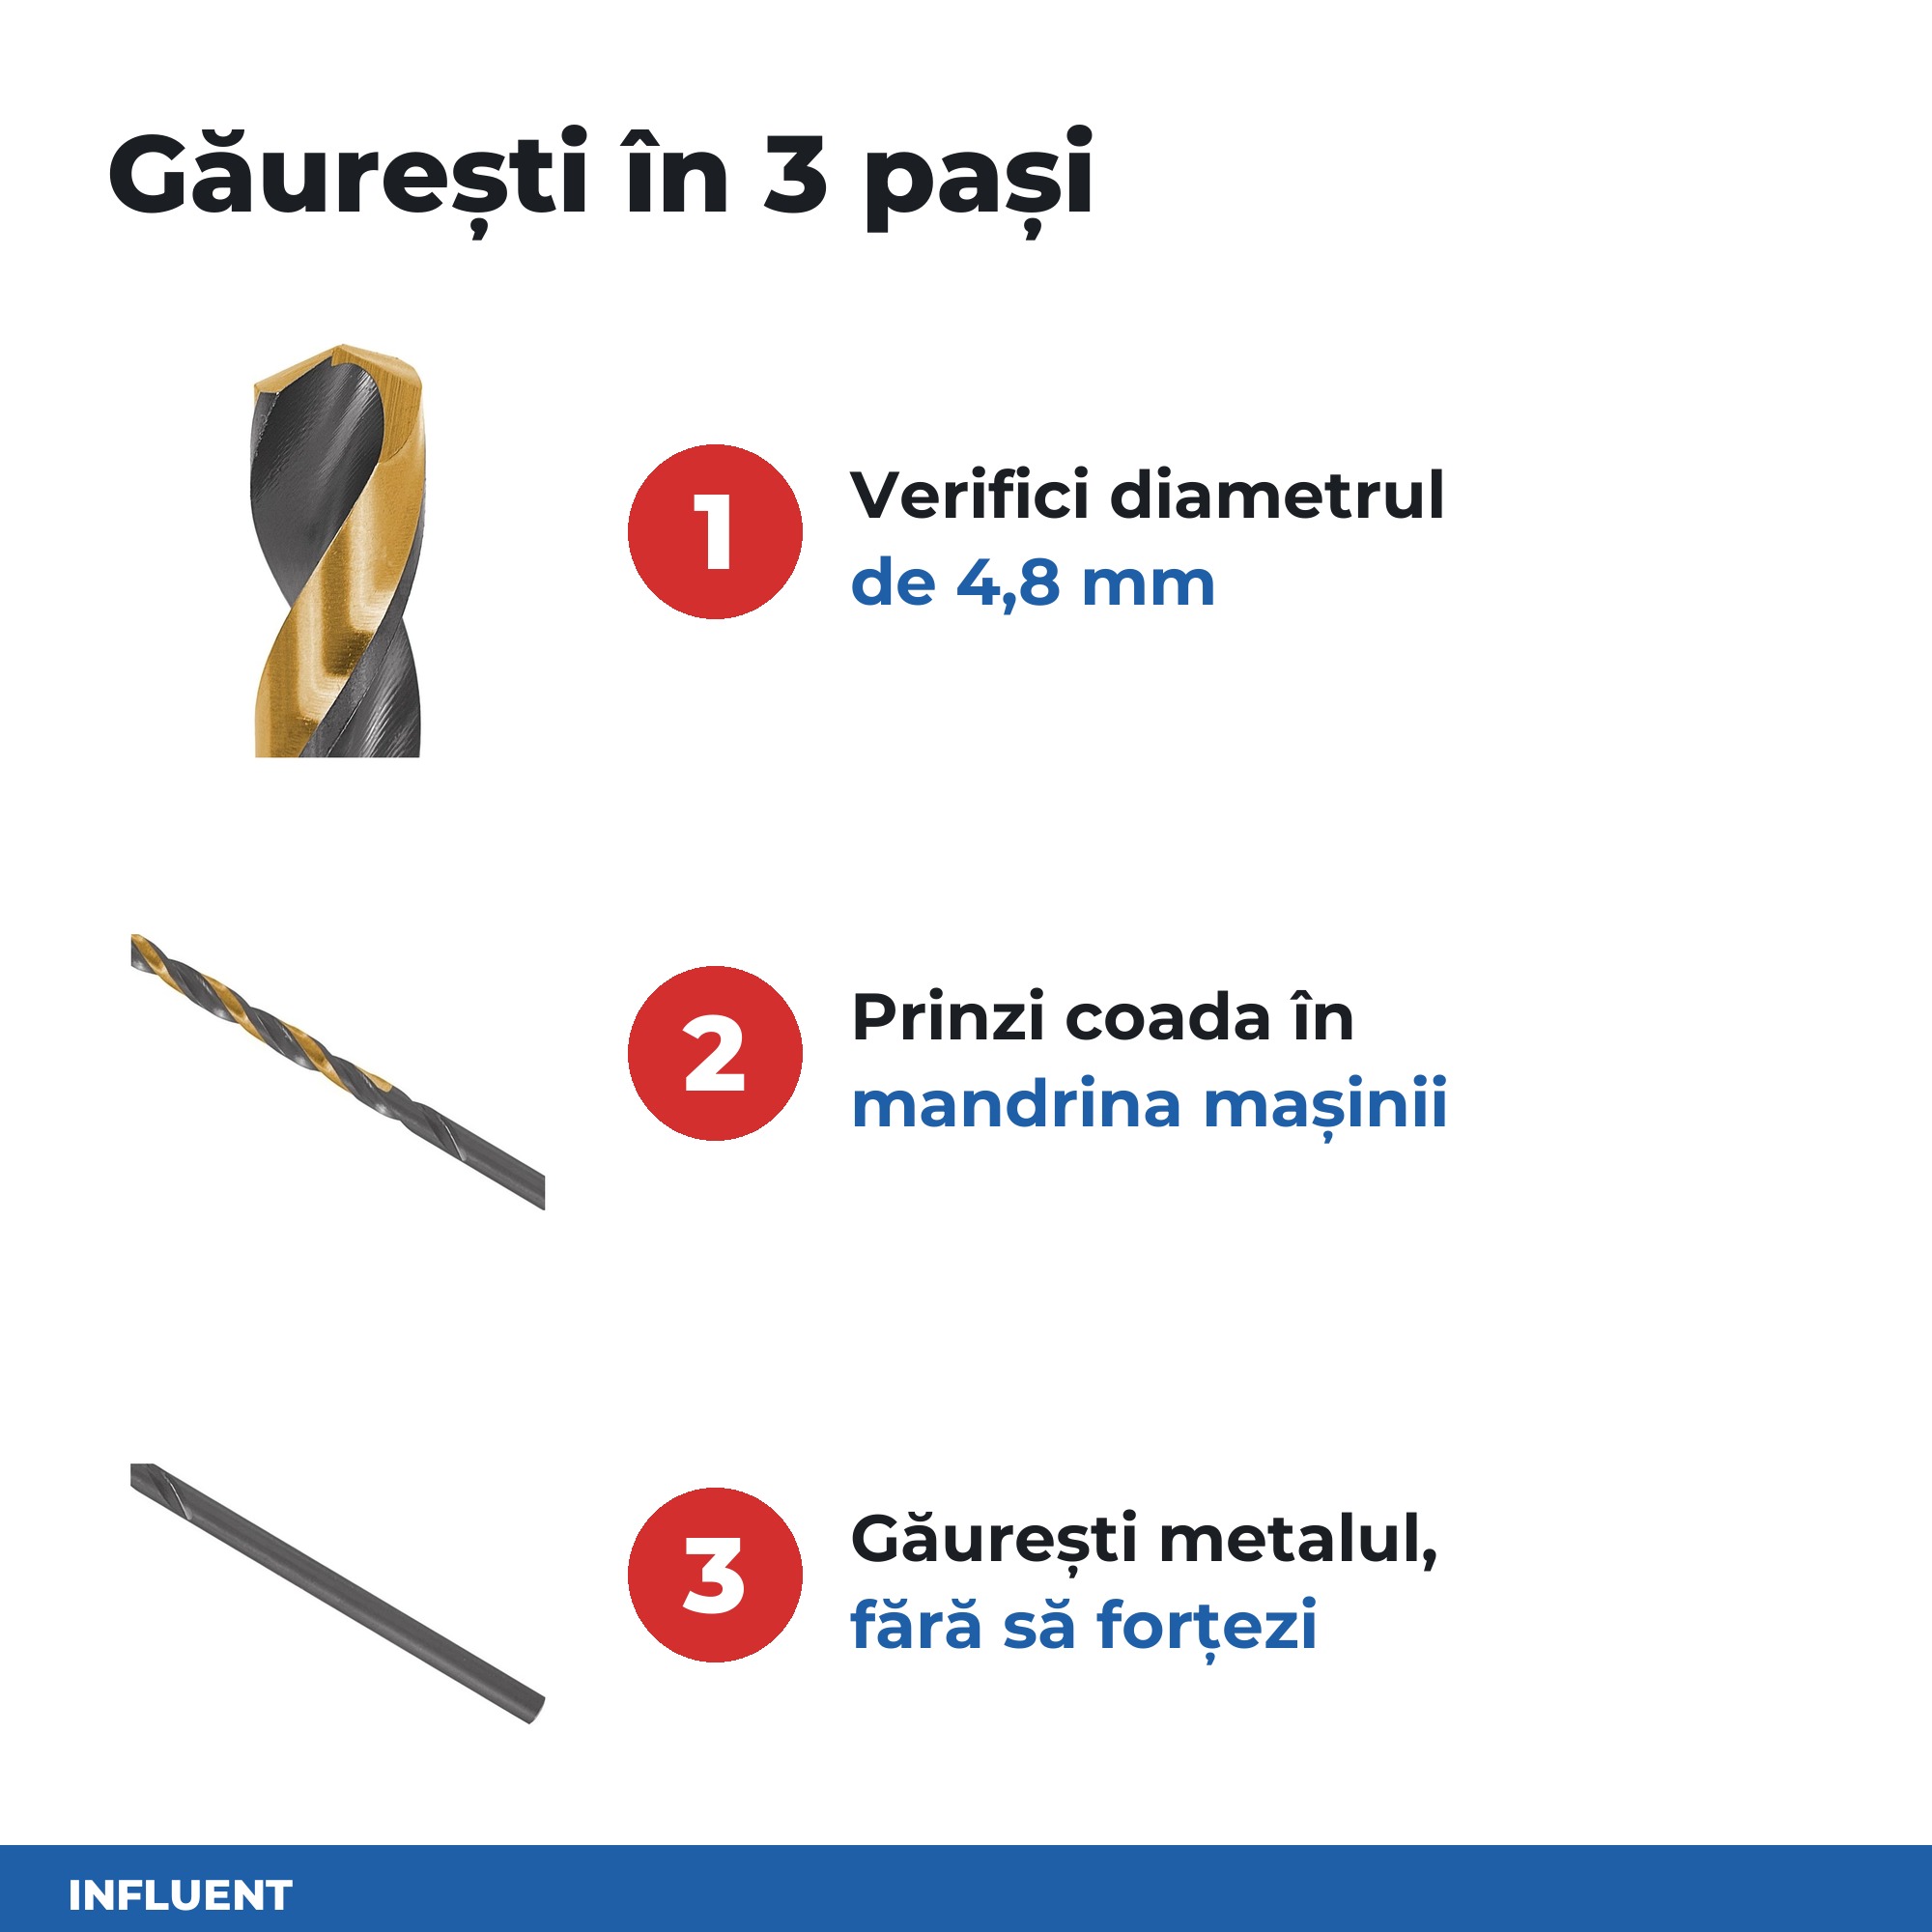 Găurești în 3 pași
1
Verifici diametrul
de 4,8 mm
2
Prinzi coada în
mandrina mașinii
3
Găurești metalul,
fără să forțezi
INFLUENT